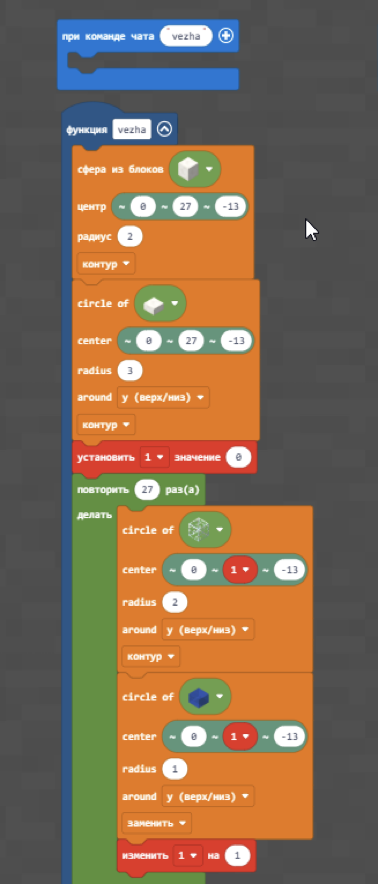 при команде чата "vezha"
функция vezha
сфера из блоков
центр ~ 0 ~ 27 ~ -13
радиус 2
контур
circle of
center ~ 0 ~ 27 ~ -13
radius 3
around y (верх/низ)
контур
установить 1 значение 0
повторить 27 раз(а)
делать
circle of
center ~ 0 ~ 1 ~ -13
radius 2
around y (верх/низ)
контур
circle of
center ~ 0 ~ 1 ~ -13
radius 1
around y (верх/низ)
заменить
изменить 1 на 1